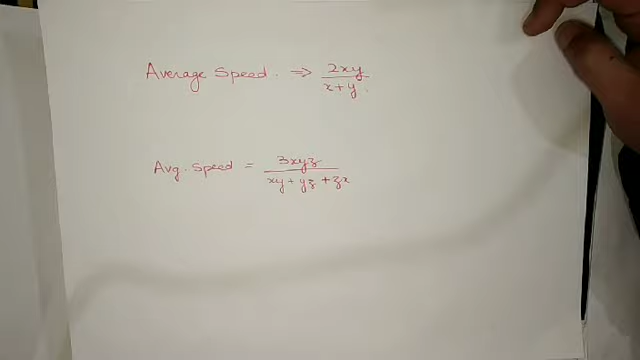 Average Speed. ⇒ 2xy / x+y.
Avg. Speed = 3xyz / xy + yz + zx